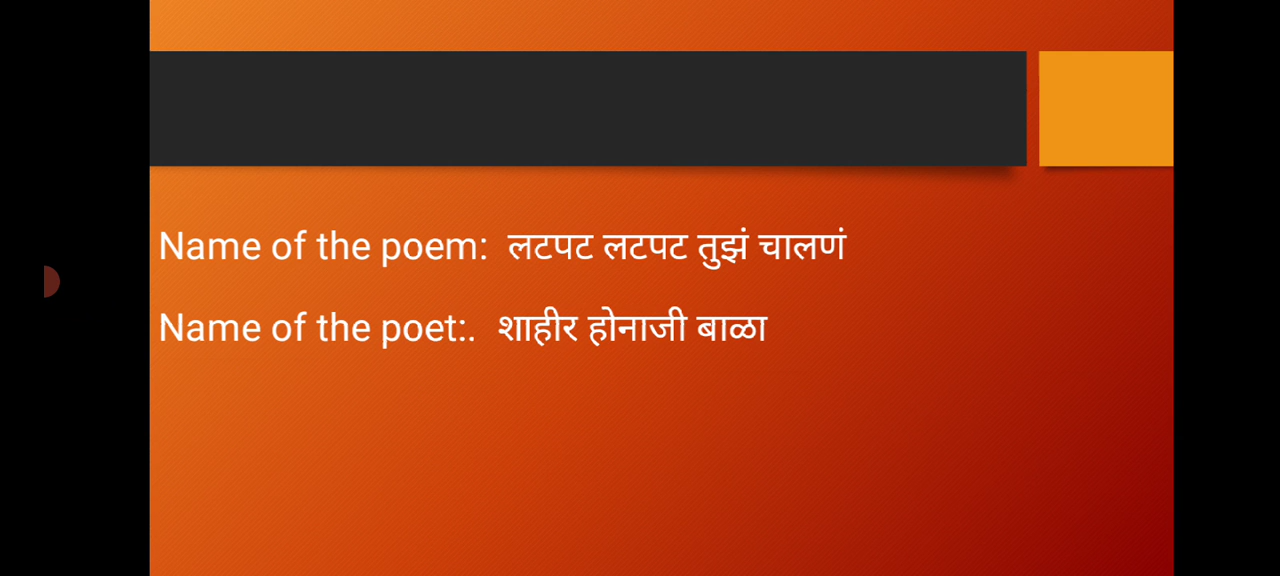 Name of the poem: लटपट लटपट तुझं चालणं
Name of the poet:. शाहीर होनाजी बाळा